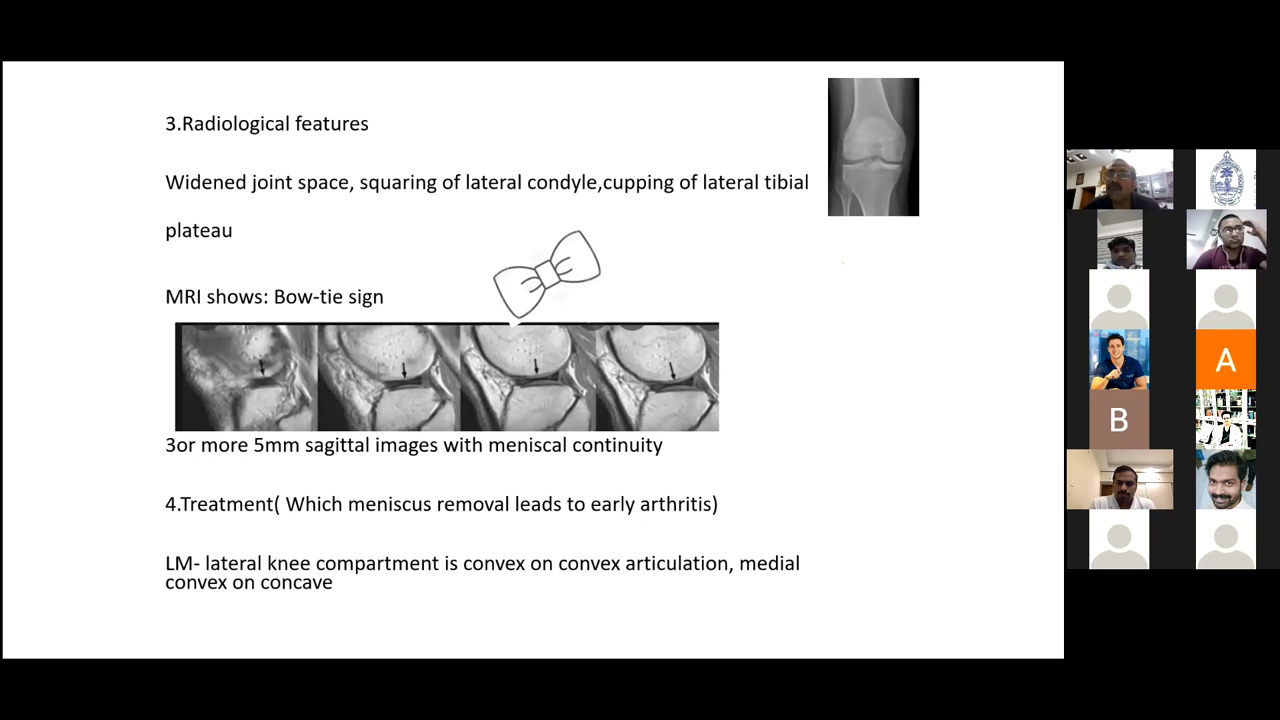 3.Radiological features
Widened joint space, squaring of lateral condyle,cupping of lateral tibial
plateau
MRI shows: Bow-tie sign
3or more 5mm sagittal images with meniscal continuity
4.Treatment( Which meniscus removal leads to early arthritis)
LM- lateral knee compartment is convex on convex articulation, medial
convex on concave
A
B